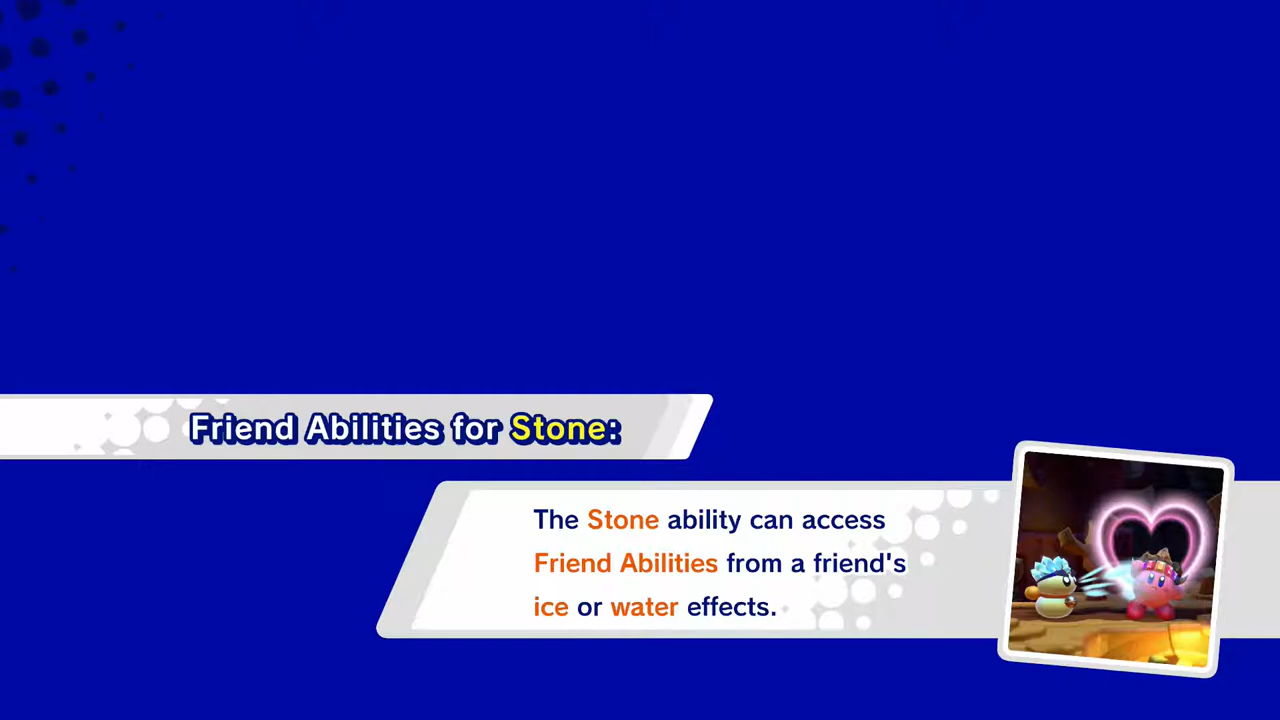 Friend Abilities for Stone:
The Stone ability can access
Friend Abilities from a friend's
ice or water effects.